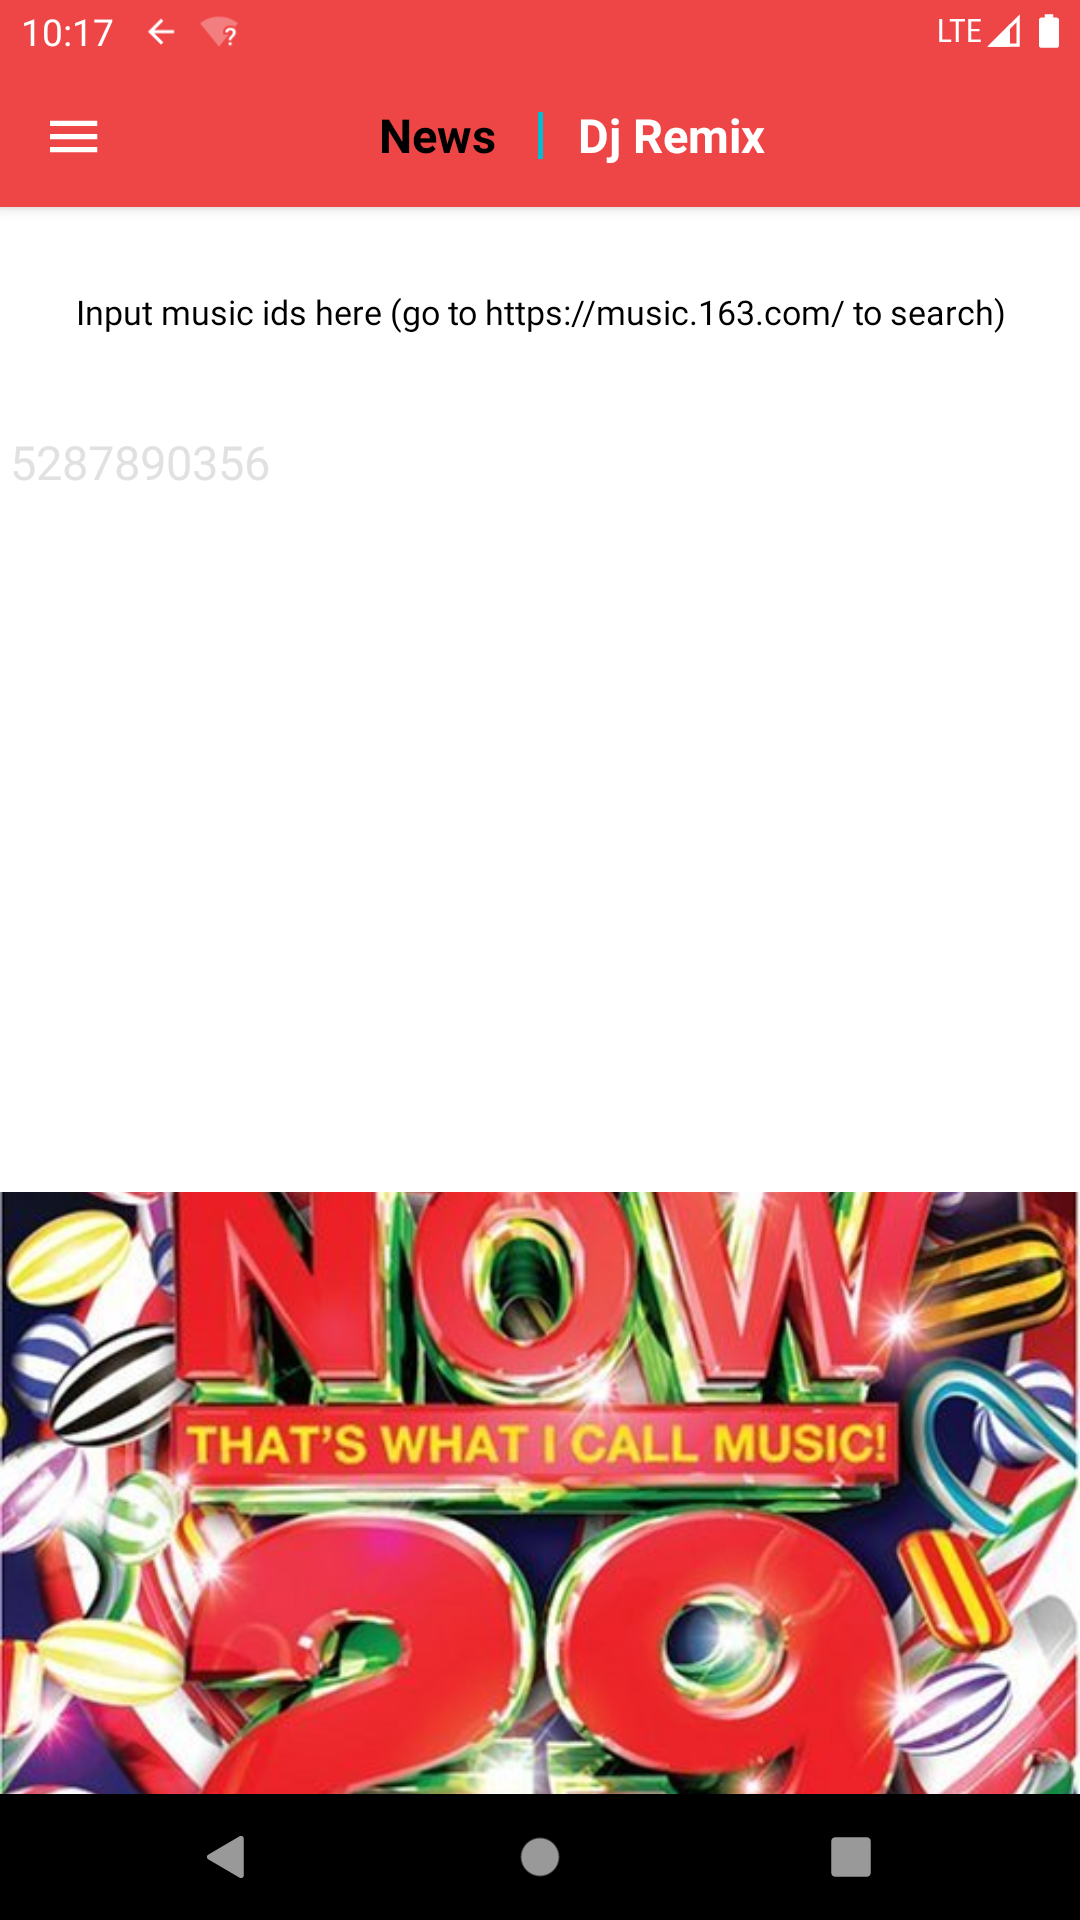 10:17
LTE
News
Dj Remix
Input music ids here (go to https://music.163.com/ to search)
5287890356
NOW
THAT'S WHAT I CALL MUSIC!
29